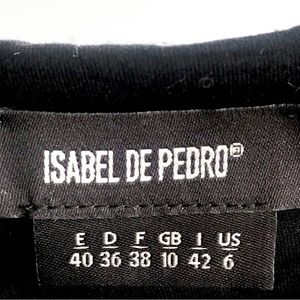 ISABEL DE PEDRO®
E D F GB I US
40 36 38 10 42 6